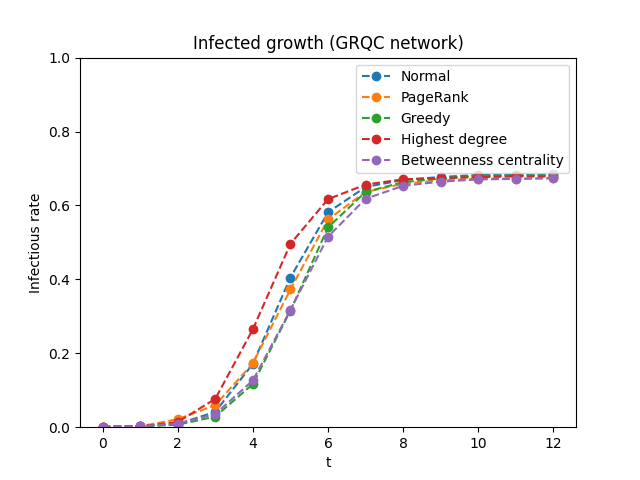 Infected growth (GRQC network)
Normal
PageRank
Greedy
Highest degree
Betweenness centrality
Infectious rate
1.0
0.8
0.6
0.4
0.2
0.0
0 2 4 6 8 10 12
t